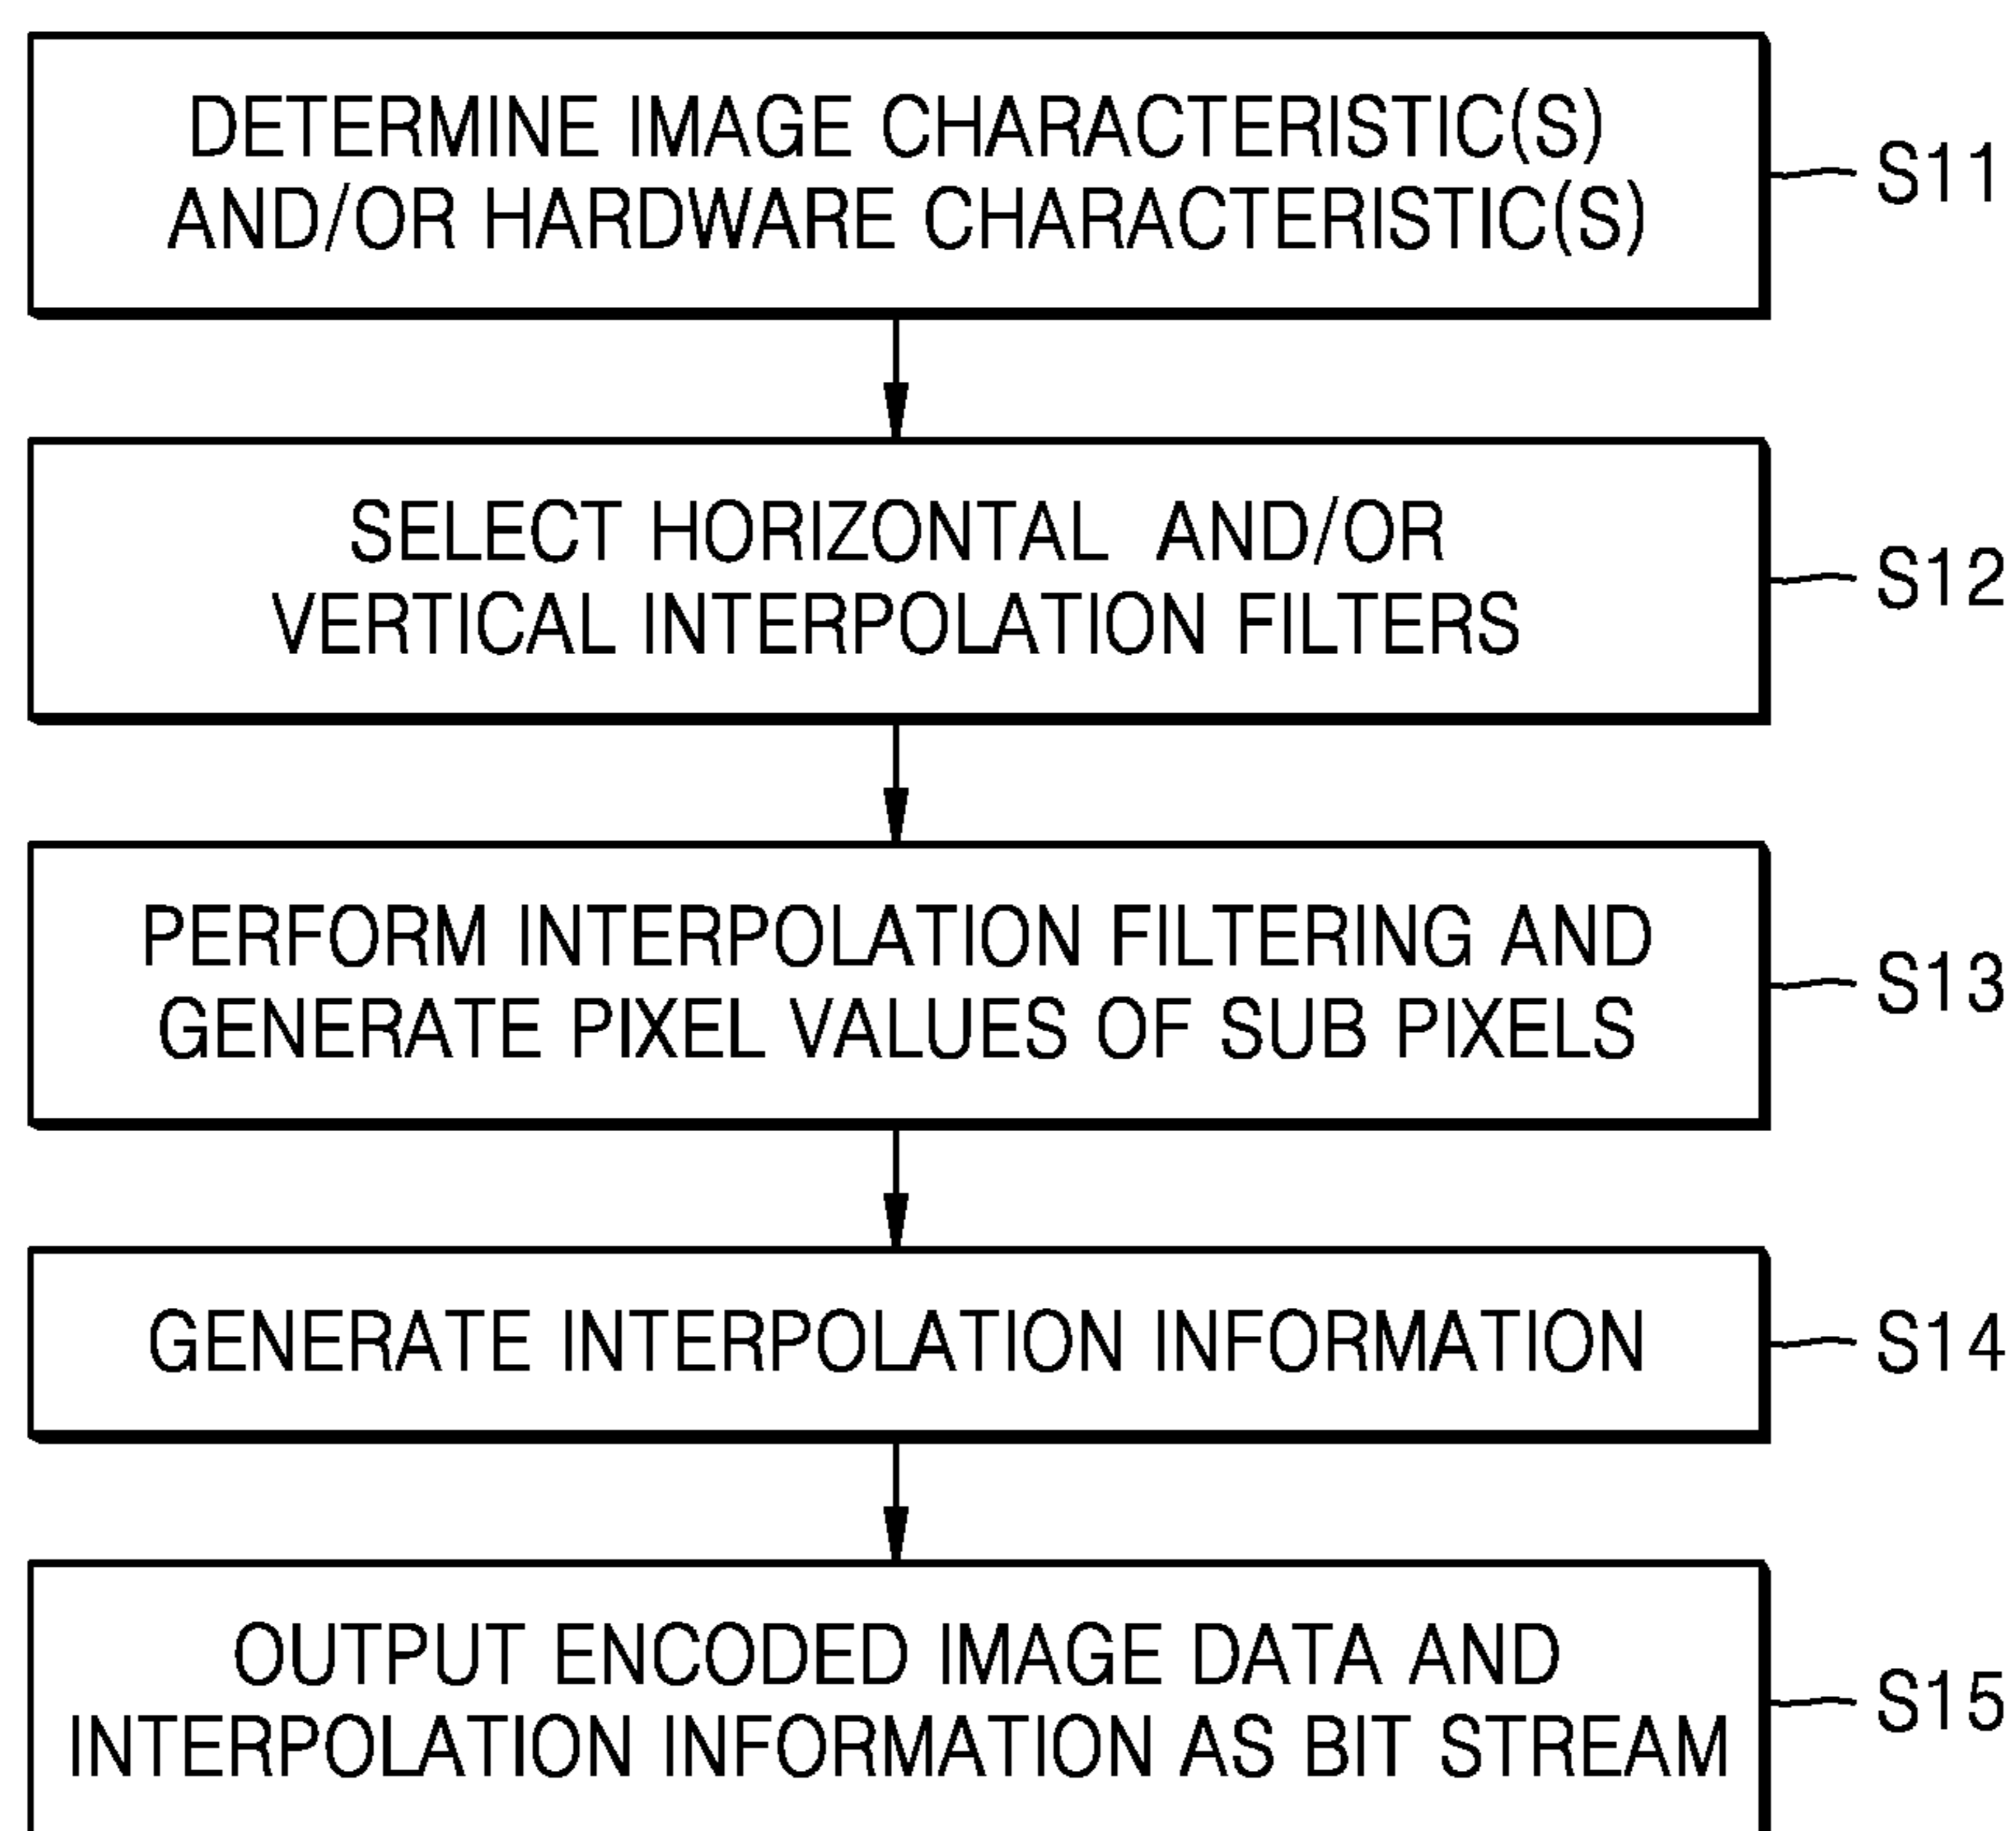 DETERMINE IMAGE CHARACTERISTIC(S)
AND/OR HARDWARE CHARACTERISTIC(S)
S11
SELECT HORIZONTAL AND/OR
VERTICAL INTERPOLATION FILTERS
S12
PERFORM INTERPOLATION FILTERING AND
GENERATE PIXEL VALUES OF SUB PIXELS
S13
GENERATE INTERPOLATION INFORMATION
S14
OUTPUT ENCODED IMAGE DATA AND
INTERPOLATION INFORMATION AS BIT STREAM
S15